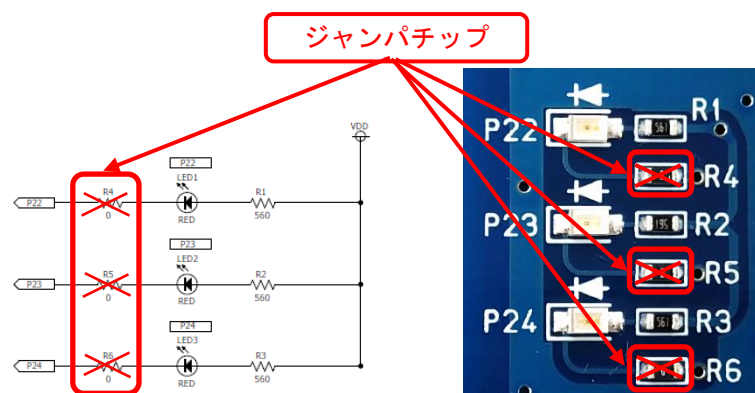 ジャンパチップ
VDD
P22
LED1
R4
R1
P22
0
RED
560
P23
LED2
R5
R2
P23
0
RED
560
P24
LED3
R6
R3
P24
0
RED
560
R1
P22
561
R4
P23
561
R2
R5
P24
561
R3
R6